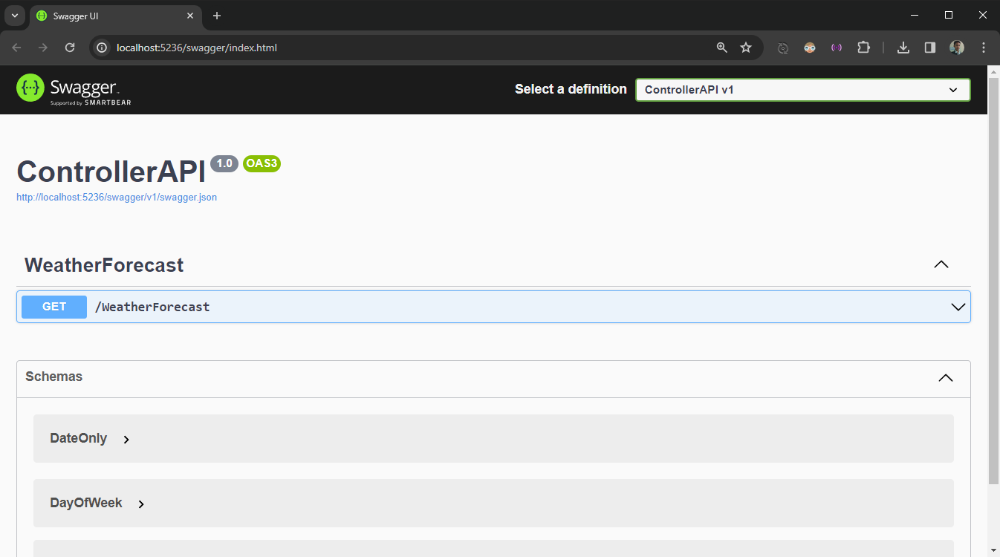 Swagger UI
localhost:5236/swagger/index.html
Swagger
Supported by SMARTBEAR
Select a definition
ControllerAPI v1
ControllerAPI 1.0 OAS3
http://localhost:5236/swagger/v1/swagger.json
WeatherForecast
GET /WeatherForecast
Schemas
DateOnly
DayOfWeek